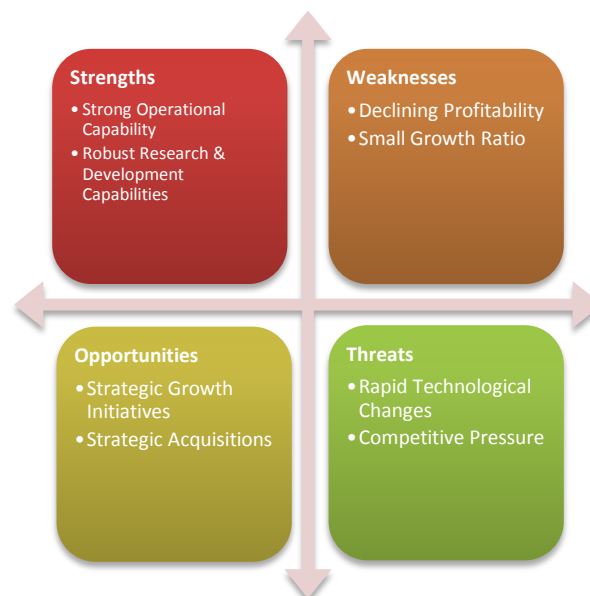 Strengths
• Strong Operational
Capability
• Robust Research &
Development
Capabilities
Weaknesses
• Declining Profitability
• Small Growth Ratio
Opportunities
• Strategic Growth
Initiatives
• Strategic Acquisitions
Threats
• Rapid Technological
Changes
• Competitive Pressure